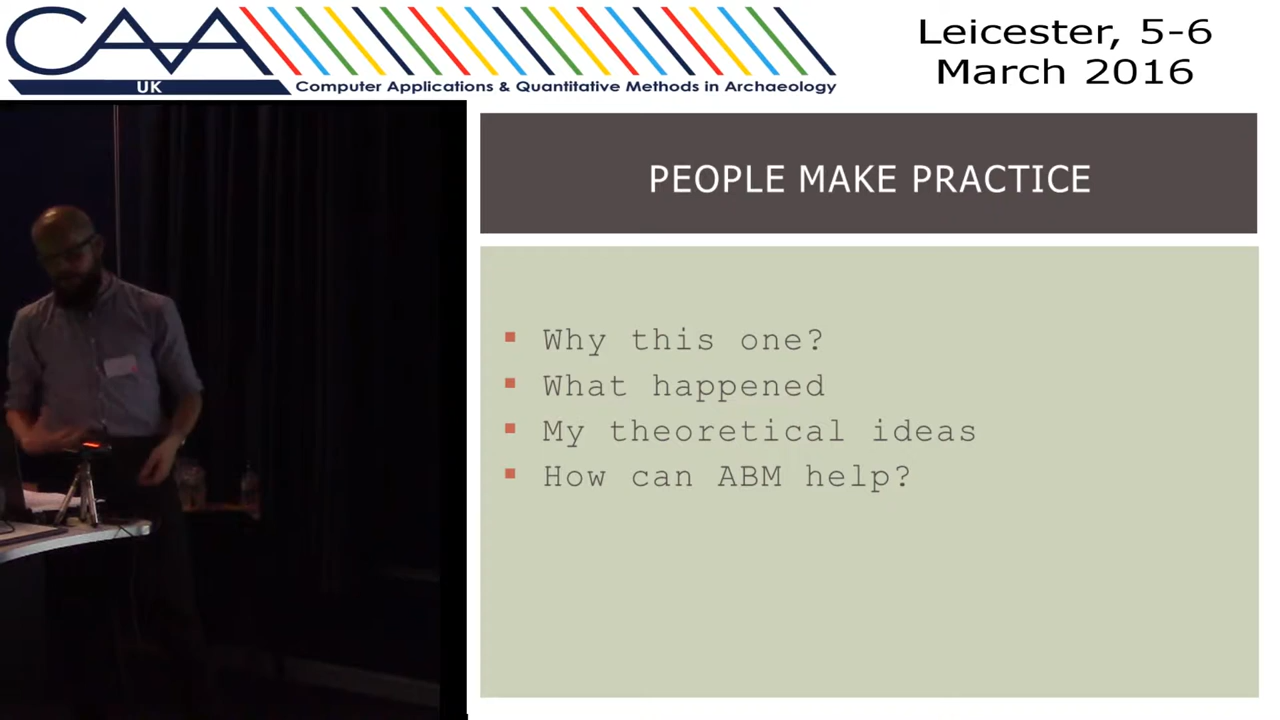 CAA
UK
Computer Applications & Quantitative Methods in Archaeology
Leicester, 5-6
March 2016
PEOPLE MAKE PRACTICE
▪ Why this one?
▪ What happened
▪ My theoretical ideas
▪ How can ABM help?